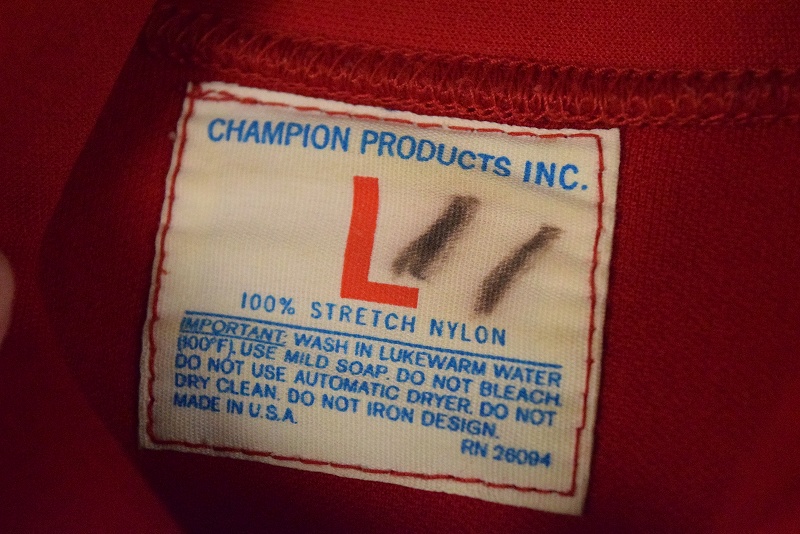 CHAMPION PRODUCTS INC.
L 11
100% STRETCH NYLON
IMPORTANT: WASH IN LUKEWARM WATER
(100°F). USE MILD SOAP. DO NOT BLEACH.
DO NOT USE AUTOMATIC DRYER. DO NOT
DRY CLEAN. DO NOT IRON DESIGN.
MADE IN U.S.A.
RN 26094